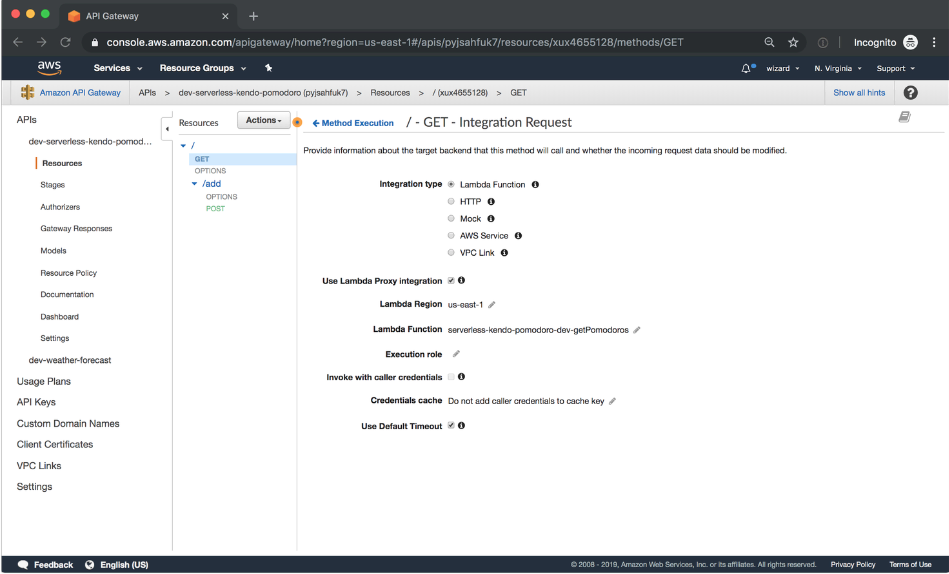 API Gateway
console.aws.amazon.com/apigateway/home?region=us-east-1#/apis/pyjsahfuk7/resources/xux4655128/methods/GET
Incognito
aws Services Resource Groups wizard N. Virginia Support
Amazon API Gateway APIs > dev-serverless-kendo-pomodoro (pyjsahfuk7) > Resources > / (xux4655128) > GET Show all hints ?
APIs
dev-serverless-kendo-pomod...
Resources
Stages
Authorizers
Gateway Responses
Models
Resource Policy
Documentation
Dashboard
Settings
dev-weather-forecast
Usage Plans
API Keys
Custom Domain Names
Client Certificates
VPC Links
Settings
Resources Actions
/
GET
OPTIONS
/add
OPTIONS
POST
Method Execution / - GET - Integration Request
Provide information about the target backend that this method will call and whether the incoming request data should be modified.
Integration type Lambda Function
HTTP
Mock
AWS Service
VPC Link
Use Lambda Proxy integration
Lambda Region us-east-1
Lambda Function serverless-kendo-pomodoro-dev-getPomodoros
Execution role
Invoke with caller credentials
Credentials cache Do not add caller credentials to cache key
Use Default Timeout
Feedback English (US) © 2008 - 2019, Amazon Web Services, Inc. or its affiliates. All rights reserved. Privacy Policy Terms of Use